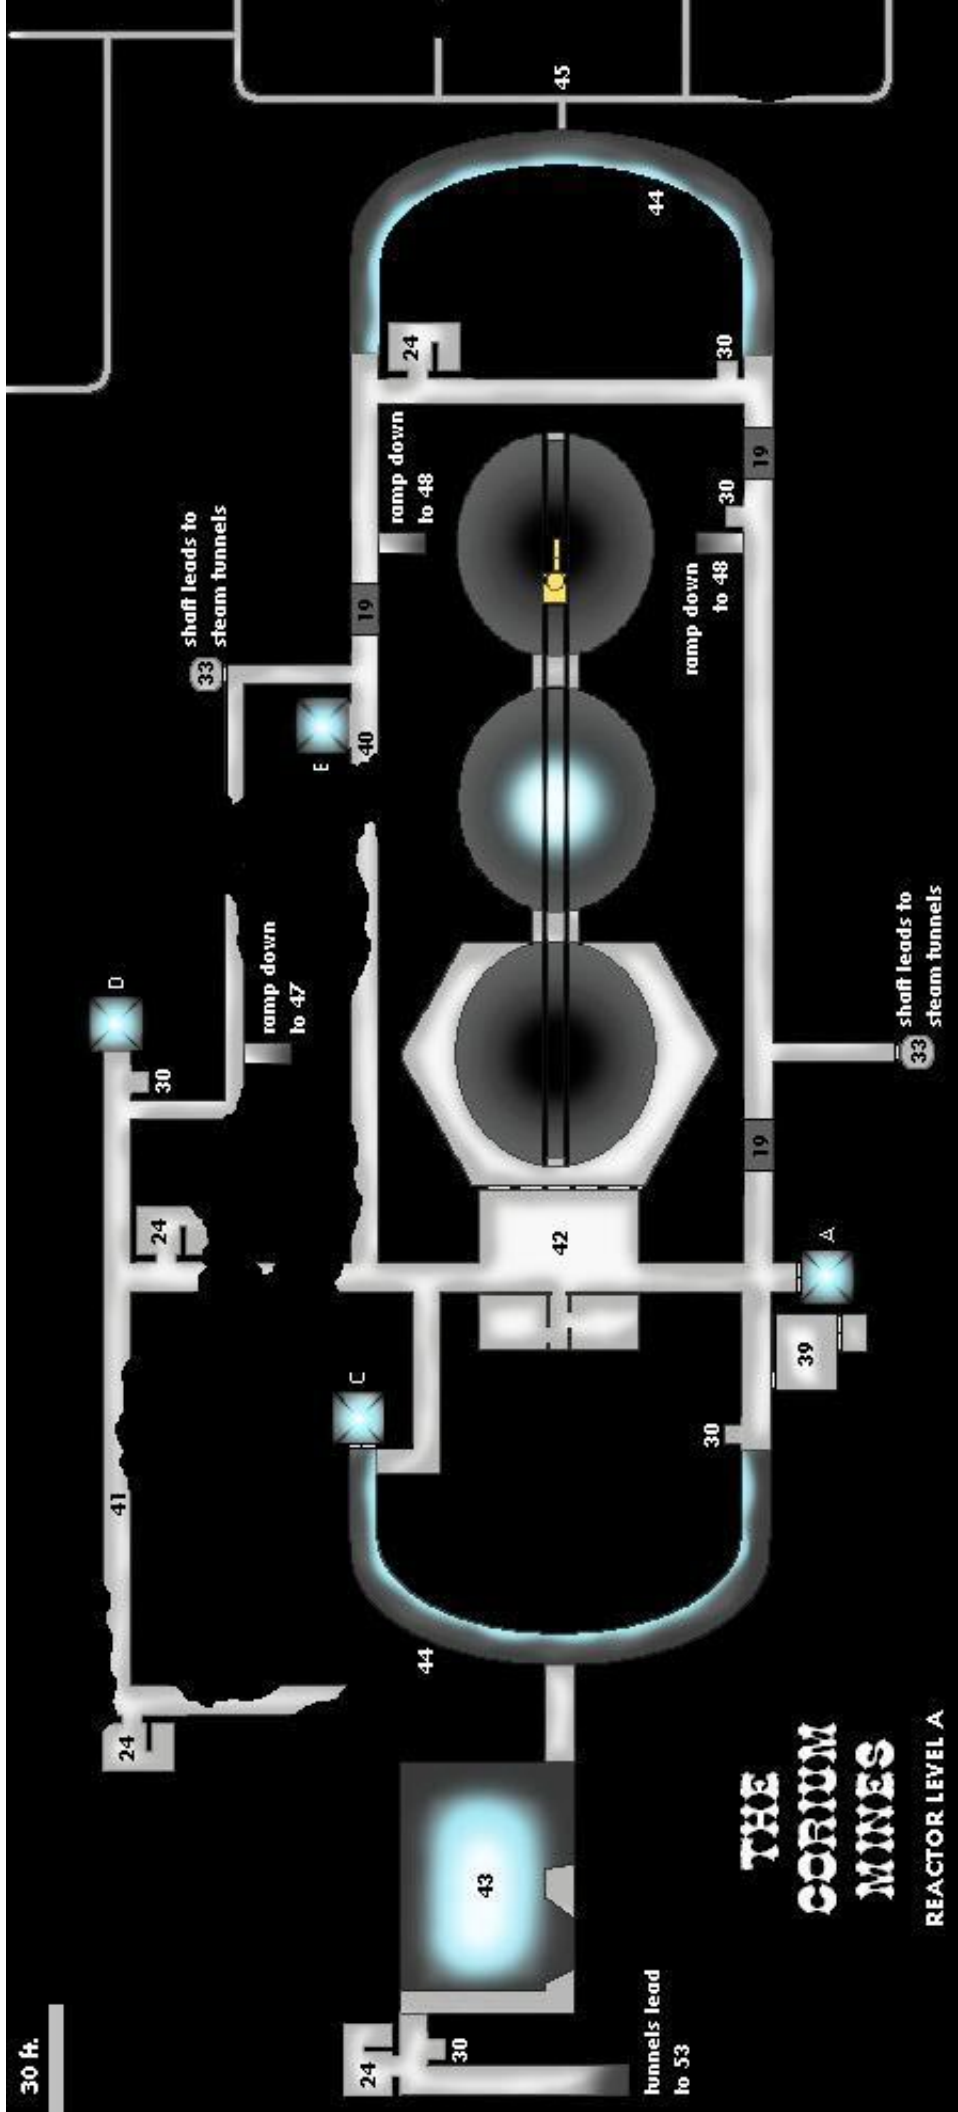 30 ft.
41
D
24
24
30
33
shaft leads to
steam tunnels
ramp down
to 47
E
C
40
19
24
ramp down
to 48
24
44
30
43
42
45
tunnels lead
to 53
44
ramp down
to 48
30
30
30
19
19
39
A
33
shaft leads to
steam tunnels
THE
CORIUM
MINES
REACTOR LEVEL A